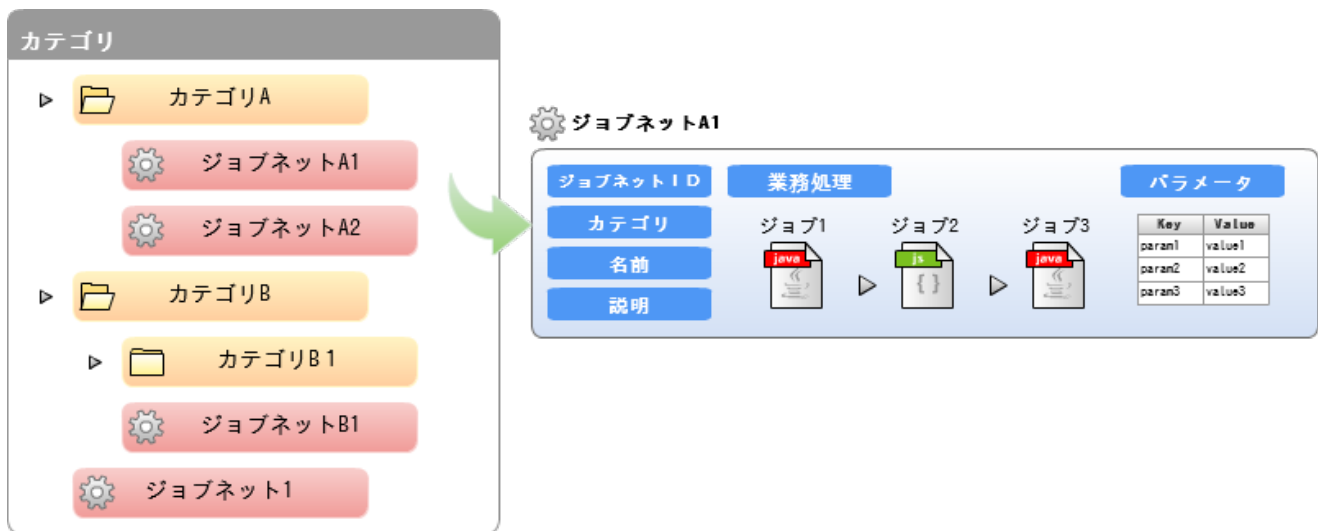 カテゴリ
カテゴリA
ジョブネットA1
ジョブネットA2
カテゴリB
カテゴリB1
ジョブネットB1
ジョブネット1
ジョブネットA1
ジョブネットID
カテゴリ
名前
説明
業務処理
ジョブ1
ジョブ2
ジョブ3
java
js
{ }
java
パラメータ
Key Value
param1 value1
param2 value2
param3 value3